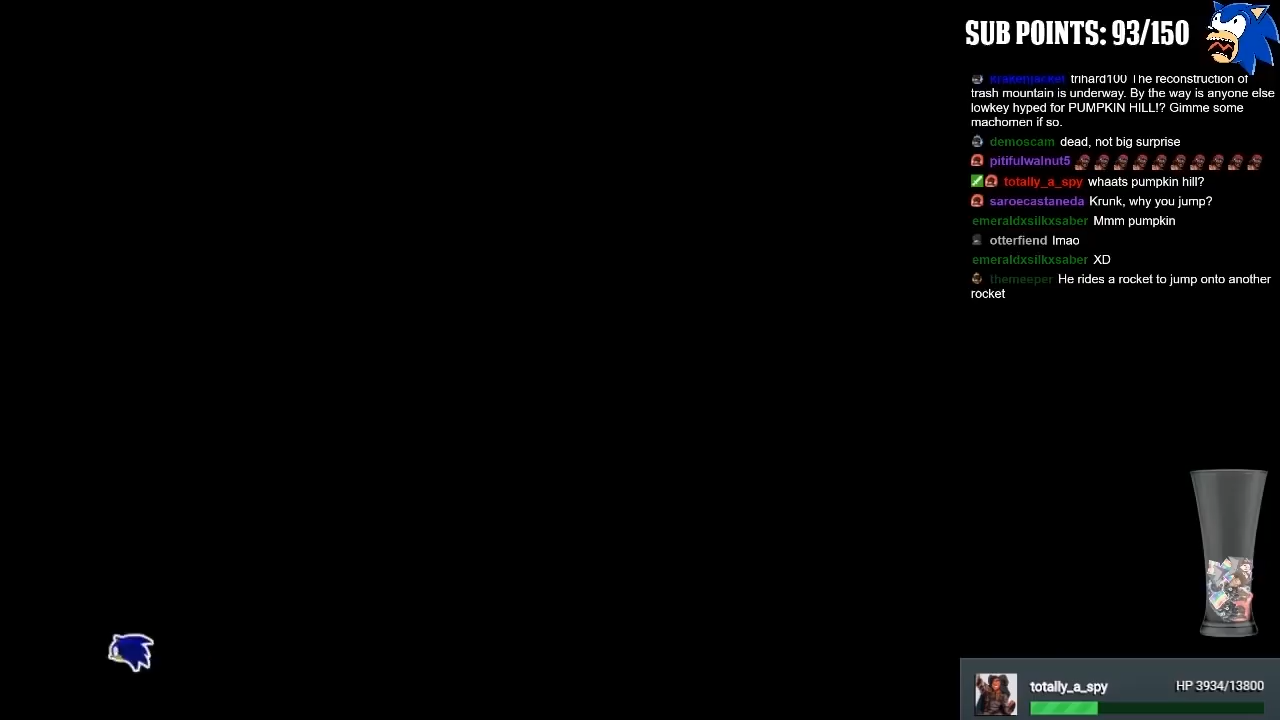 SUB POINTS: 93/150
krakenjacket trihard100 The reconstruction of
trash mountain is underway. By the way is anyone else
lowkey hyped for PUMPKIN HILL!? Gimme some
machomen if so.
demoscam dead, not big surprise
pitifulwalnut5
totally_a_spy whaats pumpkin hill?
saroecastaneda Krunk, why you jump?
emeraldxsilkxsaber Mmm pumpkin
otterfiend lmao
emeraldxsilkxsaber XD
themeeper He rides a rocket to jump onto another
rocket
totally_a_spy HP 3934/13800